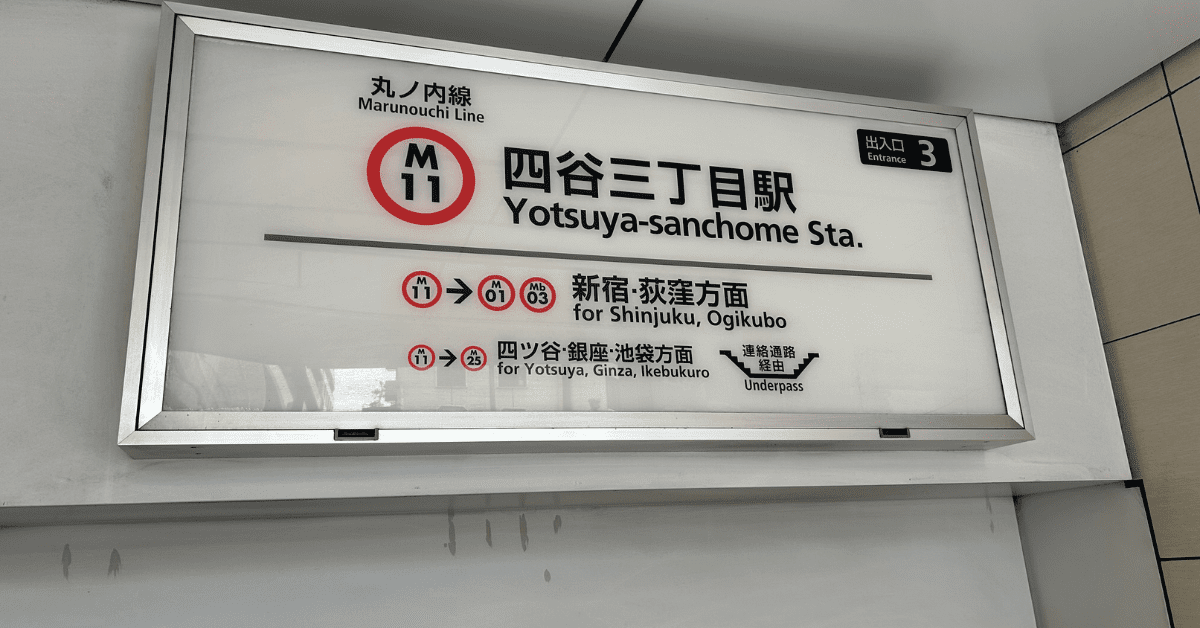 丸ノ内線
Marunouchi Line
M
11
四谷三丁目駅
Yotsuya-sanchome Sta.
出入口
Entrance
3
M
11
→
M
01
Mb
03
新宿・荻窪方面
for Shinjuku, Ogikubo
M
11
→
M
25
四ツ谷・銀座・池袋方面
for Yotsuya, Ginza, Ikebukuro
連絡通路
経由
Underpass